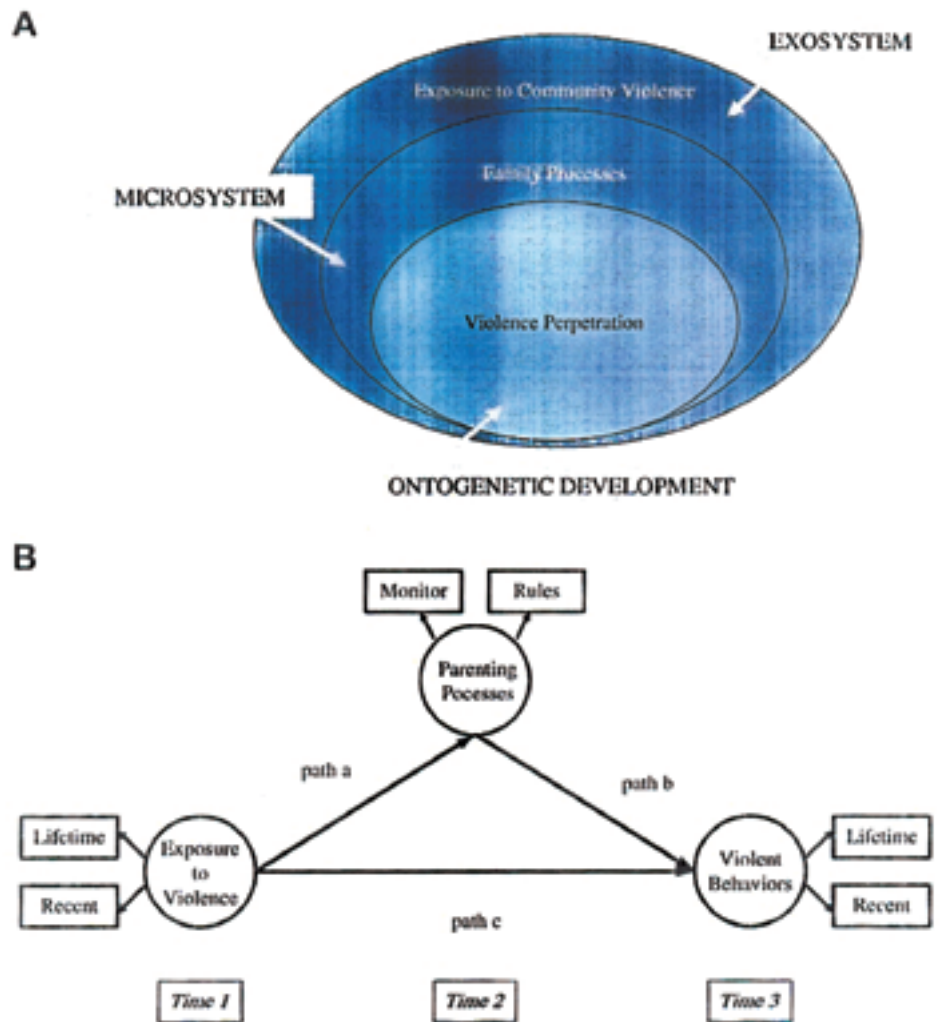 A
EXOSYSTEM
Exposure to Community Violence
Family Processes
MICROSYSTEM
Violence Perpetration
ONTOGENETIC DEVELOPMENT
B
Monitor
Rules
Parenting
Pocesses
path a
path b
Lifetime
Exposure
to
Violence
Recent
Violent
Behaviors
Lifetime
Recent
path c
Time 1
Time 2
Time 3